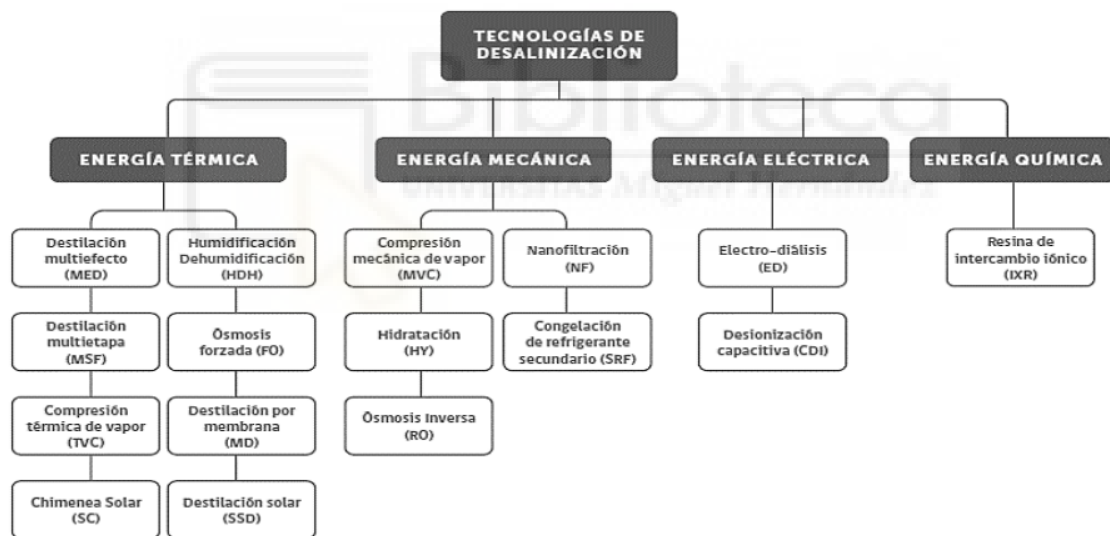 TECNOLOGÍAS DE
DESALINIZACIÓN
Biblioteca
UNIVERSITAS Miguel Hernández
ENERGÍA TÉRMICA
ENERGÍA MECÁNICA
ENERGÍA ELÉCTRICA
ENERGÍA QUÍMICA
Destilación
multiefecto
(MED)
Destilación
multietapa
(MSF)
Compresión
térmica de vapor
(TVC)
Chimenea Solar
(SC)
Humidificación
Dehumidificación
(HDH)
Ósmosis
forzada (FO)
Destilación por
membrana
(MD)
Destilación solar
(SSD)
Compresión
mecánica de vapor
(MVC)
Hidratación
(HY)
Ósmosis Inversa
(RO)
Nanofiltración
(NF)
Congelación
de refrigerante
secundario (SRF)
Electro-diálisis
(ED)
Desionización
capacitiva (CDI)
Resina de
intercambio iónico
(IXR)